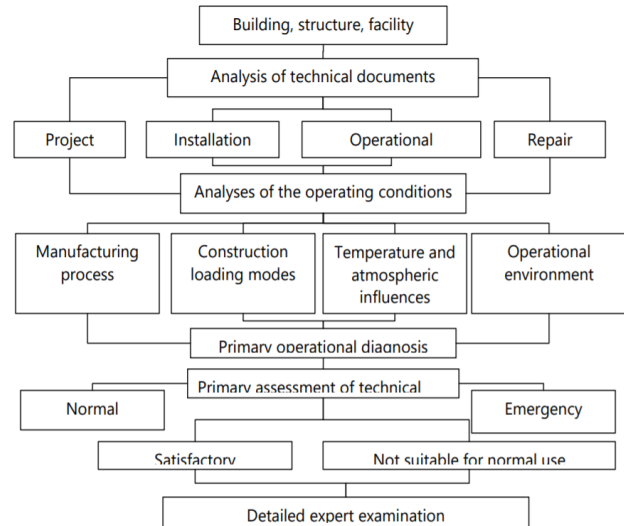 Building, structure, facility
Analysis of technical documents
Project
Installation
Operational
Repair
Analyses of the operating conditions
Manufacturing
process
Construction
loading modes
Temperature and
atmospheric
influences
Operational
environment
Primary operational diagnosis
Primary assessment of technical
Normal
Emergency
Satisfactory
Not suitable for normal use
Detailed expert examination